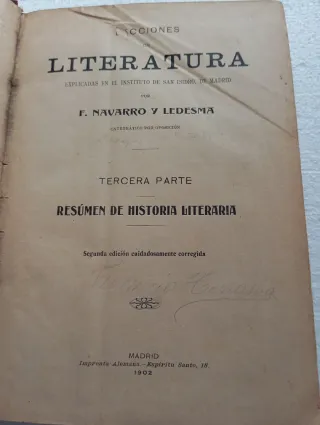 LECCIONES
DE
LITERATURA
EXPLICADAS EN EL INSTITUTO DE SAN ISIDRO, DE MADRID
POR
F. NAVARRO Y LEDESMA
CATEDRÁTICO POR OPOSICIÓN
TERCERA PARTE
RESÚMEN DE HISTORIA LITERARIA
Segunda edición cuidadosamente corregida
MADRID
Imprenta Alemana.—Espíritu Santo, 18.
1902